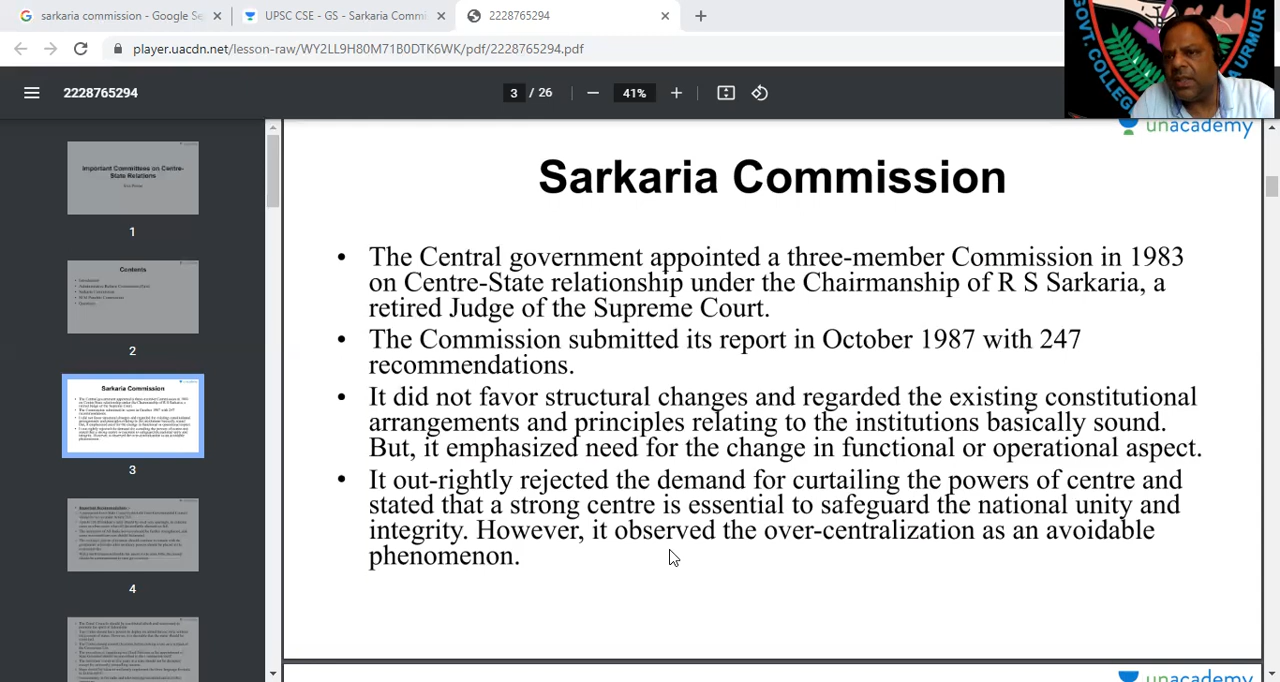 sarkaria commission - Google Se
UPSC CSE - GS - Sarkaria Commi
2228765294
player.uacdn.net/lesson-raw/WY2LL9H80M71B0DTK6WK/pdf/2228765294.pdf
GOVT. COLLEG
URMUR
2228765294
3 / 26
41%
unacademy
Important Committees on Centre-
State Relations
1
Contents
2
Sarkaria Commission
3
4
Sarkaria Commission
• The Central government appointed a three-member Commission in 1983
on Centre-State relationship under the Chairmanship of R S Sarkaria, a
retired Judge of the Supreme Court.
• The Commission submitted its report in October 1987 with 247
recommendations.
• It did not favor structural changes and regarded the existing constitutional
arrangements and principles relating to the institutions basically sound.
But, it emphasized need for the change in functional or operational aspect.
• It out-rightly rejected the demand for curtailing the powers of centre and
stated that a strong centre is essential to safeguard the national unity and
integrity. However, it observed the over-centralization as an avoidable
phenomenon.
unacademy